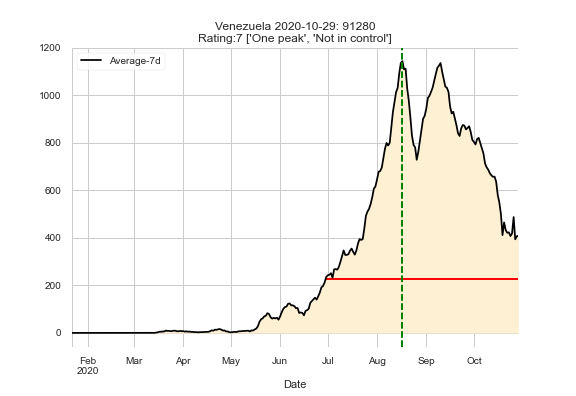 Venezuela 2020-10-29: 91280
Rating:7 ['One peak', 'Not in control']
Average-7d
1200
1000
800
600
400
200
0
Feb Mar Apr May Jun Jul Aug Sep Oct
2020
Date